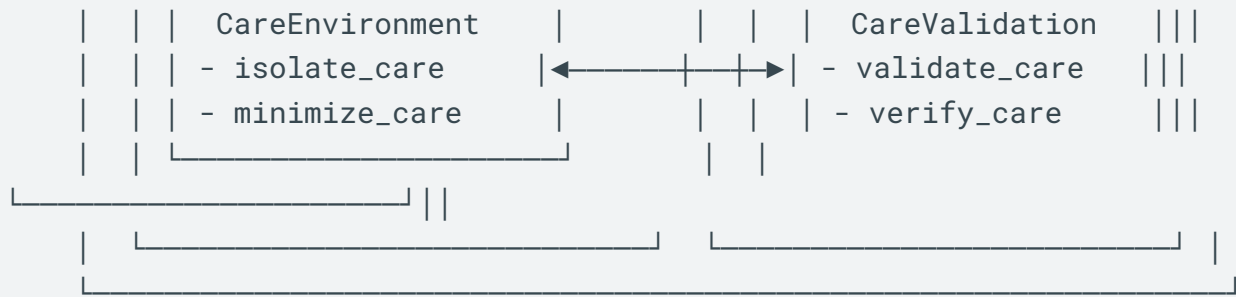 CareEnvironment CareValidation
- isolate_care - validate_care
- minimize_care - verify_care